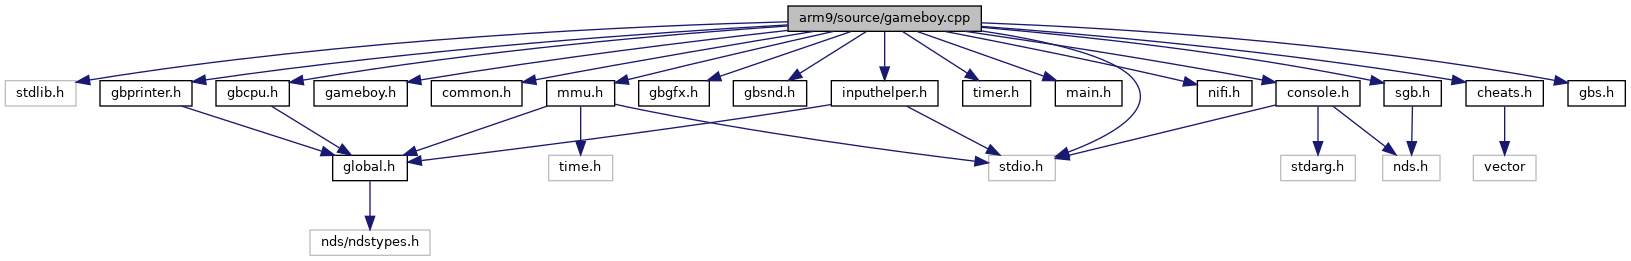 arm9/source/gameboy.cpp
stdlib.h
gbprinter.h
gbcpu.h
gameboy.h
common.h
mmu.h
gbgfx.h
gbsnd.h
inputhelper.h
timer.h
main.h
nifi.h
console.h
sgb.h
cheats.h
gbs.h
global.h
time.h
stdio.h
stdarg.h
nds.h
vector
nds/ndstypes.h